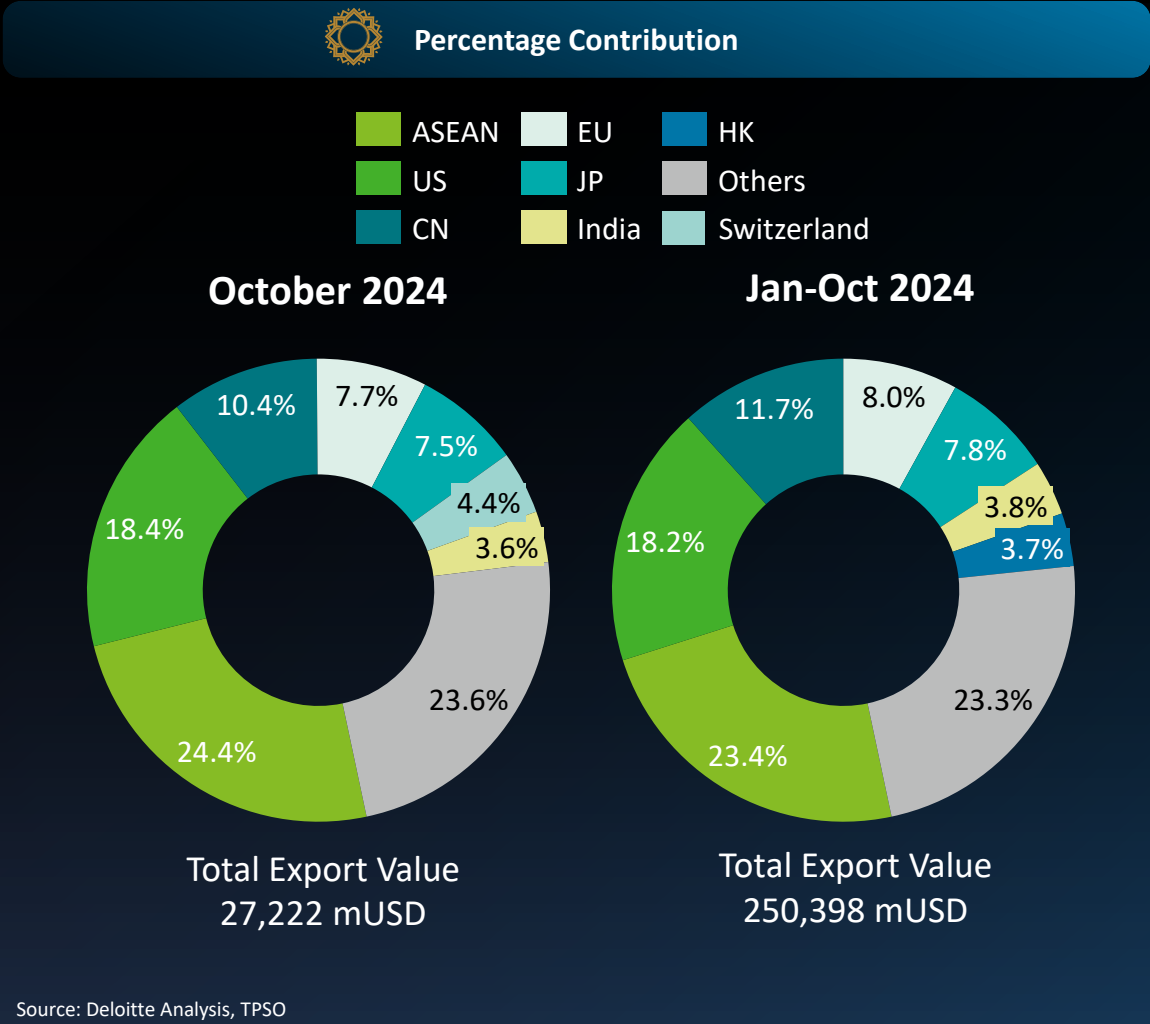 Percentage Contribution
ASEAN EU HK
US JP Others
CN India Switzerland
October 2024
7.7%
7.5%
4.4%
3.6%
23.6%
24.4%
18.4%
10.4%
Total Export Value
27,222 mUSD
Jan-Oct 2024
8.0%
7.8%
3.8%
3.7%
23.3%
23.4%
18.2%
11.7%
Total Export Value
250,398 mUSD
Source: Deloitte Analysis, TPSO